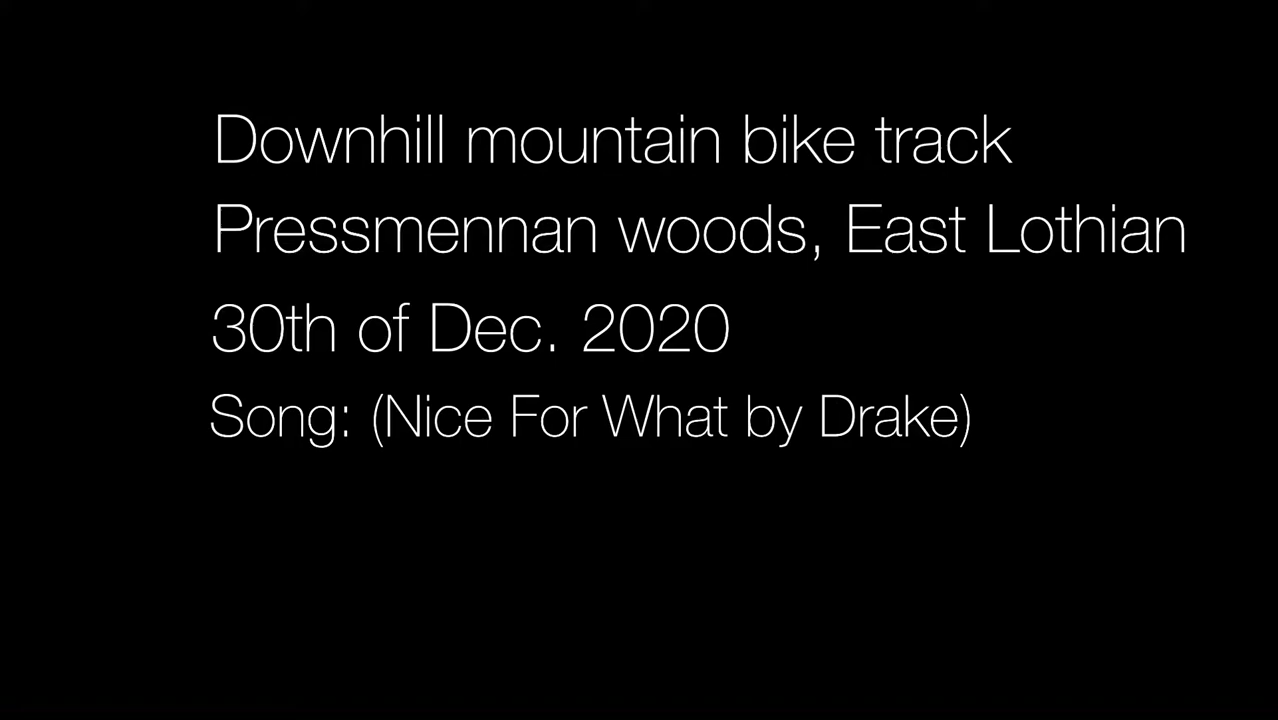 Downhill mountain bike track
Pressmennan woods, East Lothian
30th of Dec. 2020
Song: (Nice For What by Drake)